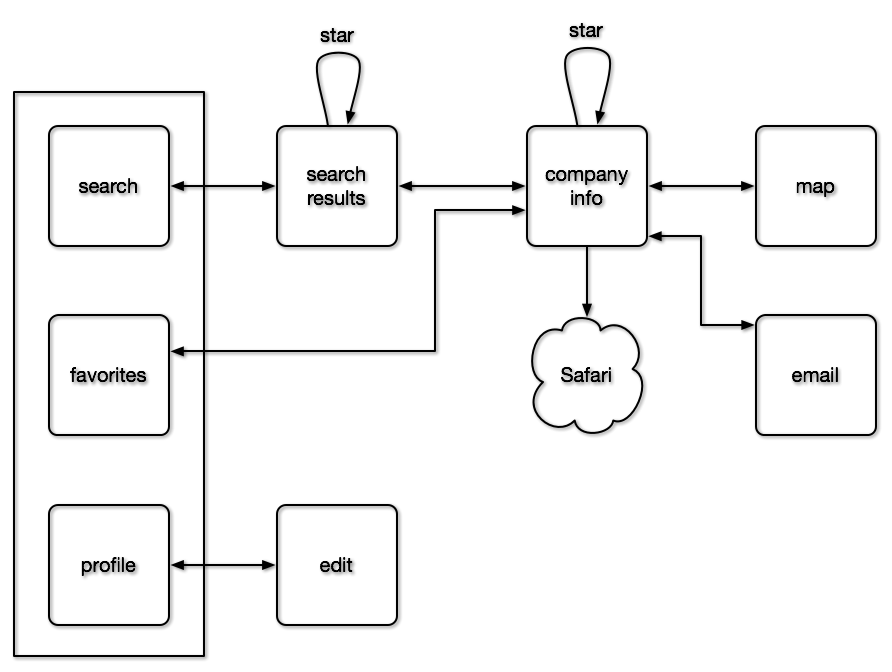 star
star
search
search
results
company
info
map
favorites
Safari
email
profile
edit